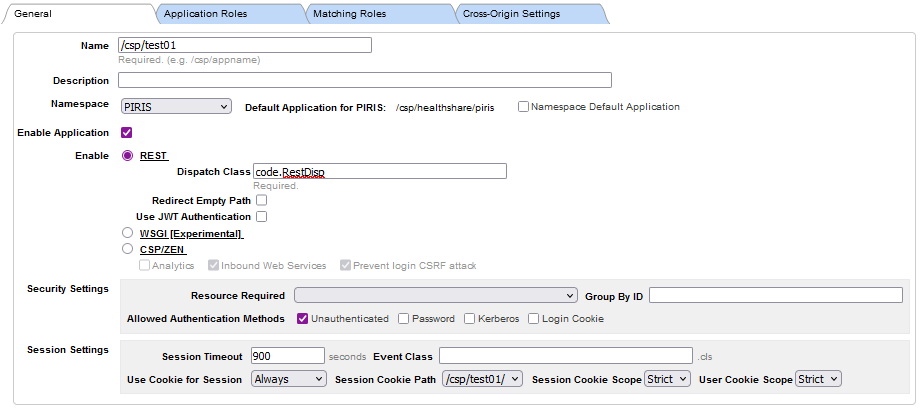 General Application Roles Matching Roles Cross-Origin Settings
Name /csp/test01
Required. (e.g. /csp/appname)
Description
Namespace PIRIS Default Application for PIRIS: /csp/healthshare/piris Namespace Default Application
Enable Application
Enable REST
Dispatch Class code.RestDisp
Required.
Redirect Empty Path
Use JWT Authentication
WSGI [Experimental]
CSP/ZEN
Analytics Inbound Web Services Prevent login CSRF attack
Security Settings Resource Required Group By ID
Allowed Authentication Methods Unauthenticated Password Kerberos Login Cookie
Session Settings Session Timeout 900 seconds Event Class .cls
Use Cookie for Session Always Session Cookie Path /csp/test01/ Session Cookie Scope Strict User Cookie Scope Strict